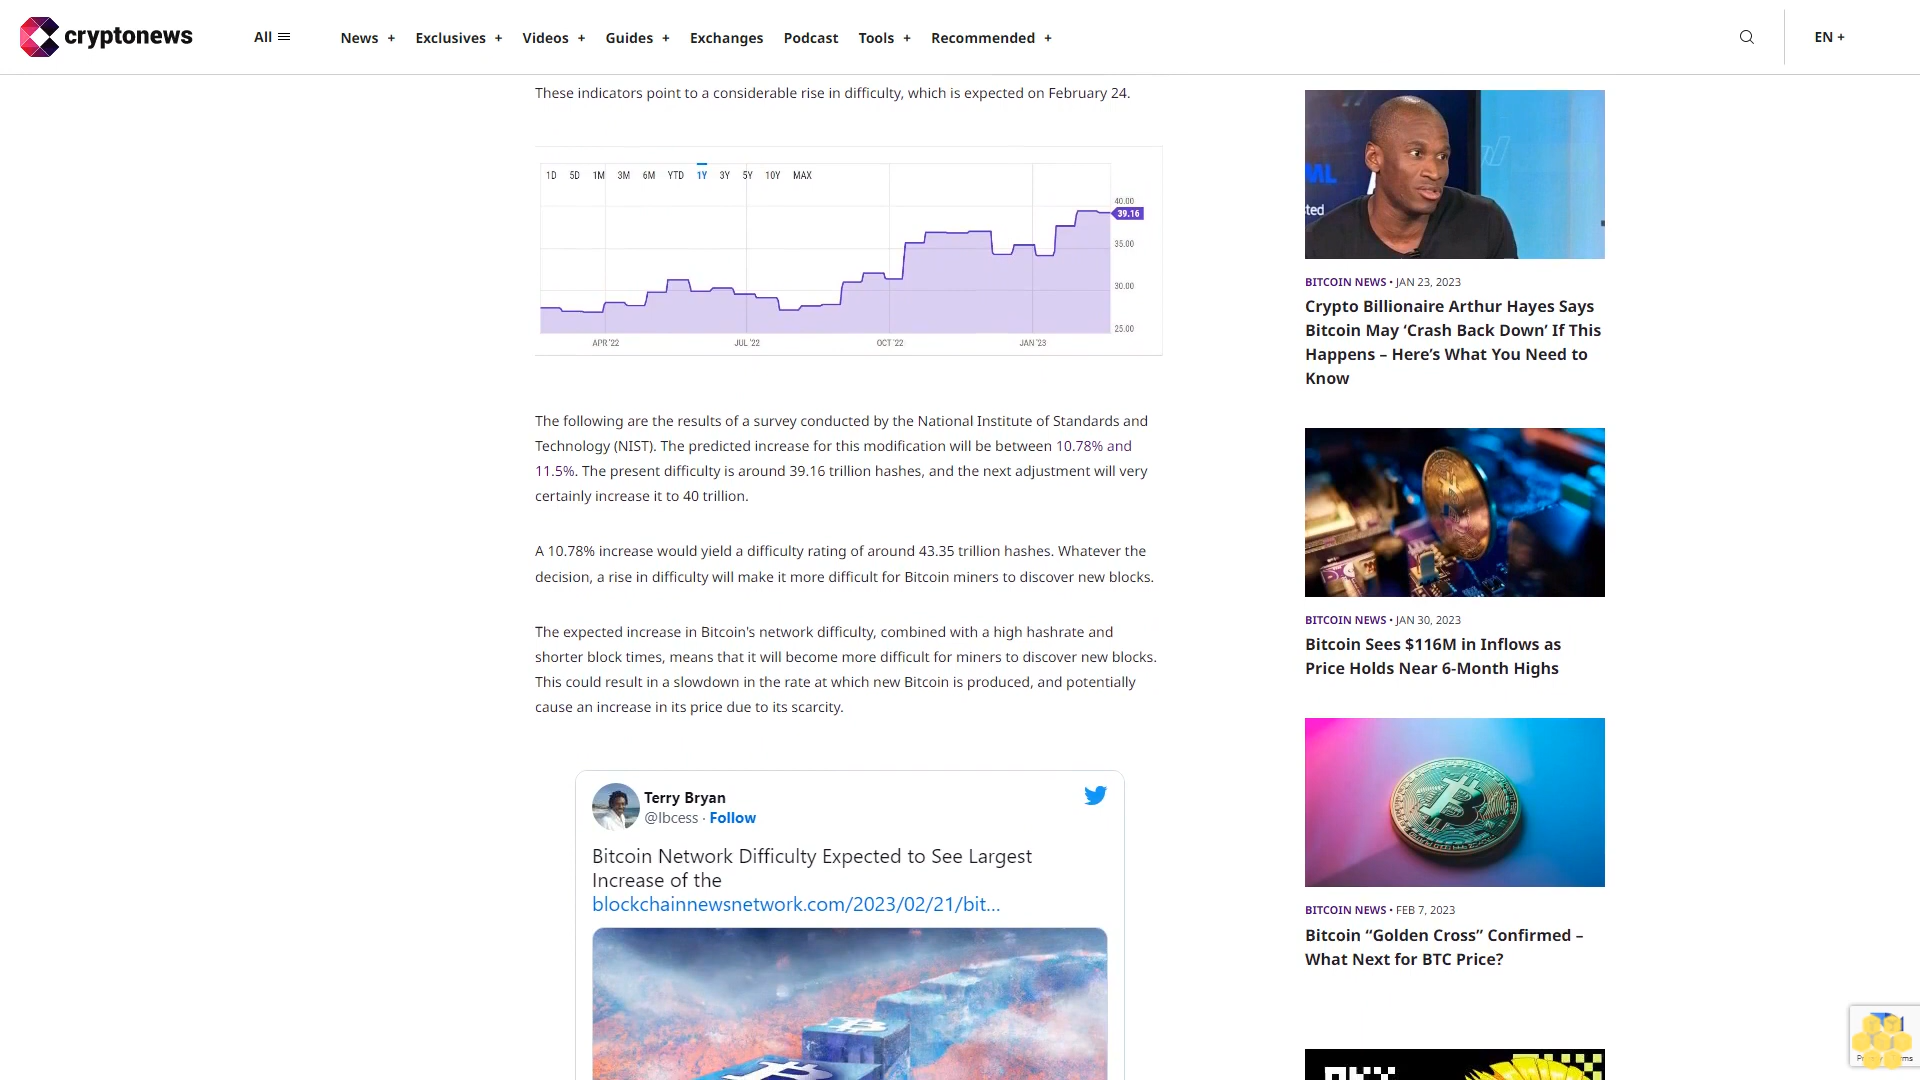 cryptonews
All
News +
Exclusives +
Videos +
Guides +
Exchanges
Podcast
Tools +
Recommended +
EN +
These indicators point to a considerable rise in difficulty, which is expected on February 24.
1D 5D 1M 3M 6M YTD 1Y 3Y 5Y 10Y MAX
40.00
39.16
35.00
30.00
25.00
APR '22
JUL '22
OCT '22
JAN '23
The following are the results of a survey conducted by the National Institute of Standards and
Technology (NIST). The predicted increase for this modification will be between 10.78% and
11.5%. The present difficulty is around 39.16 trillion hashes, and the next adjustment will very
certainly increase it to 40 trillion.
A 10.78% increase would yield a difficulty rating of around 43.35 trillion hashes. Whatever the
decision, a rise in difficulty will make it more difficult for Bitcoin miners to discover new blocks.
The expected increase in Bitcoin's network difficulty, combined with a high hashrate and
shorter block times, means that it will become more difficult for miners to discover new blocks.
This could result in a slowdown in the rate at which new Bitcoin is produced, and potentially
cause an increase in its price due to its scarcity.
Terry Bryan
@lbcess · Follow
Bitcoin Network Difficulty Expected to See Largest
Increase of the
blockchainnewsnetwork.com/2023/02/21/bit...
BITCOIN NEWS • JAN 23, 2023
Crypto Billionaire Arthur Hayes Says
Bitcoin May ‘Crash Back Down’ If This
Happens – Here’s What You Need to
Know
BITCOIN NEWS • JAN 30, 2023
Bitcoin Sees $116M in Inflows as
Price Holds Near 6-Month Highs
BITCOIN NEWS • FEB 7, 2023
Bitcoin “Golden Cross” Confirmed –
What Next for BTC Price?